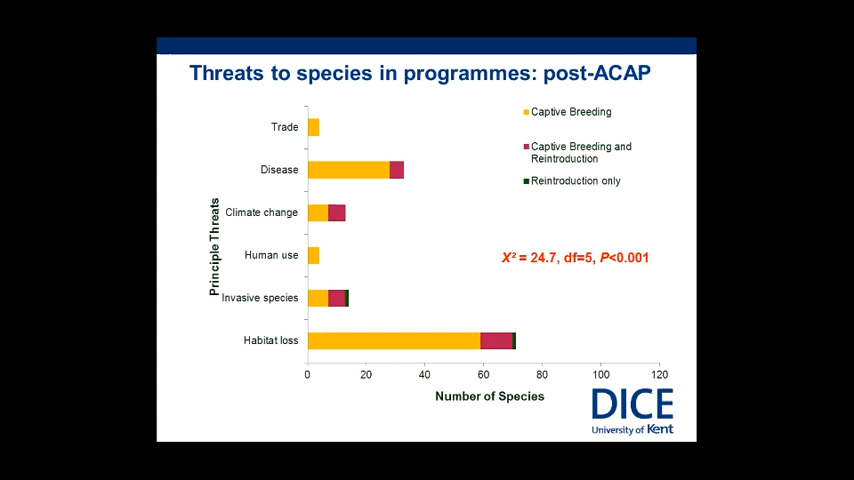 Threats to species in programmes: post-ACAP
Captive Breeding
Captive Breeding and
Reintroduction
Reintroduction only
Principle Threats
Trade
Disease
Climate change
Human use
Invasive species
Habitat loss
X² = 24.7, df=5, P<0.001
0 20 40 60 80 100 120
Number of Species
DICE
University of Kent